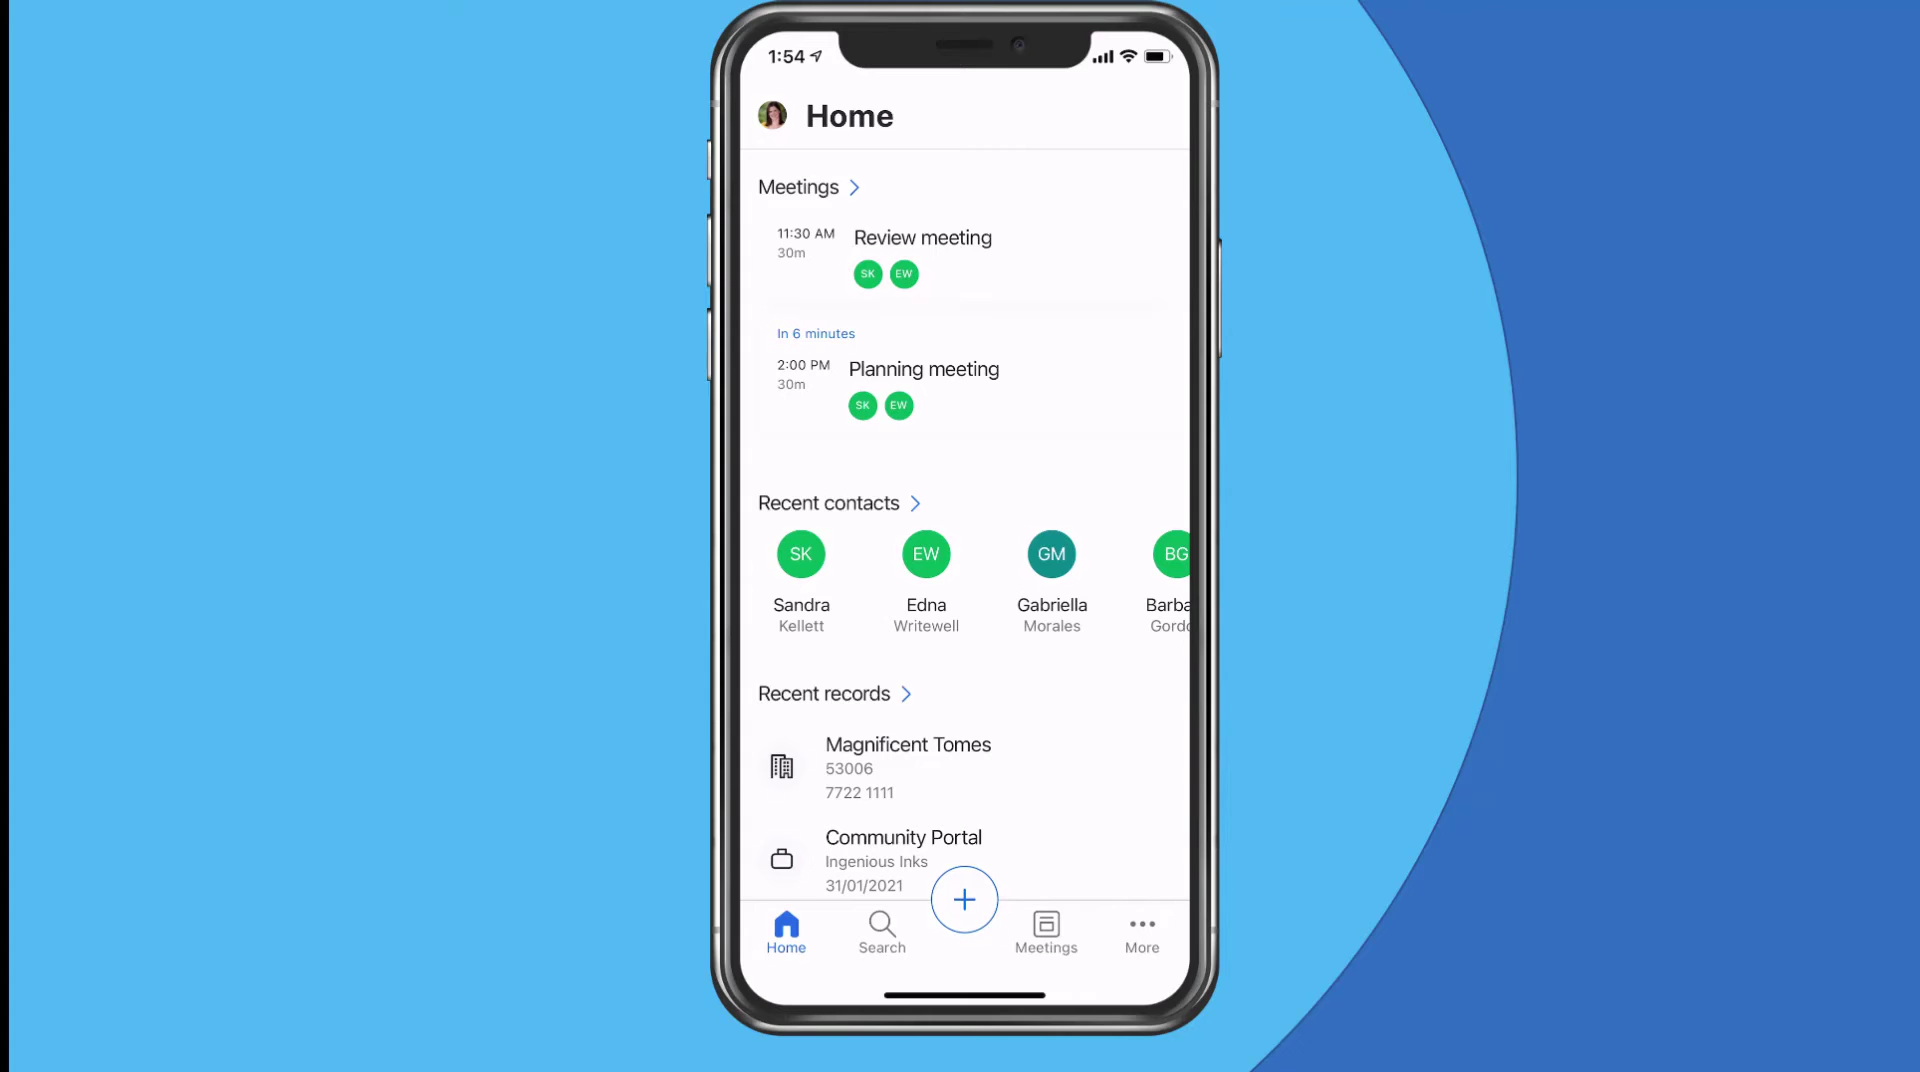 1:54
Home
Meetings
11:30 AM
Review meeting
30m
SK EW
In 6 minutes
2:00 PM
Planning meeting
30m
SK EW
Recent contacts
SK EW GM BG
Sandra Edna Gabriella Barba
Kellett Writewell Morales Gordo
Recent records
Magnificent Tomes
53006
7722 1111
Community Portal
Ingenious Inks
31/01/2021
Home Search Meetings More